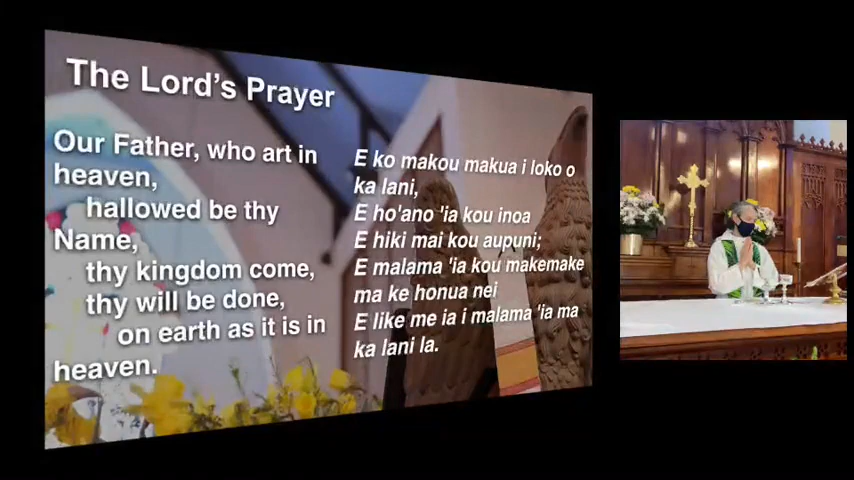 The Lord's Prayer
Our Father, who art in
heaven,
hallowed be thy
Name,
thy kingdom come,
thy will be done,
on earth as it is in
heaven.
E ko makou makua i loko o
ka lani,
E ho'ano 'ia kou inoa
E hiki mai kou aupuni;
E malama 'ia kou makemake
ma ke honua nei
E like me ia i malama 'ia ma
ka lani la.